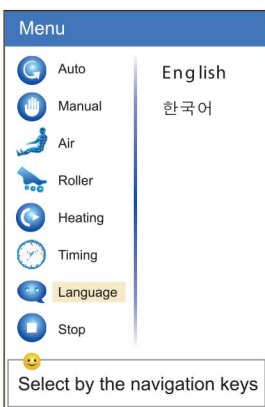 Menu
Auto
Manual
Air
Roller
Heating
Timing
Language
Stop
English
한국어
Select by the navigation keys